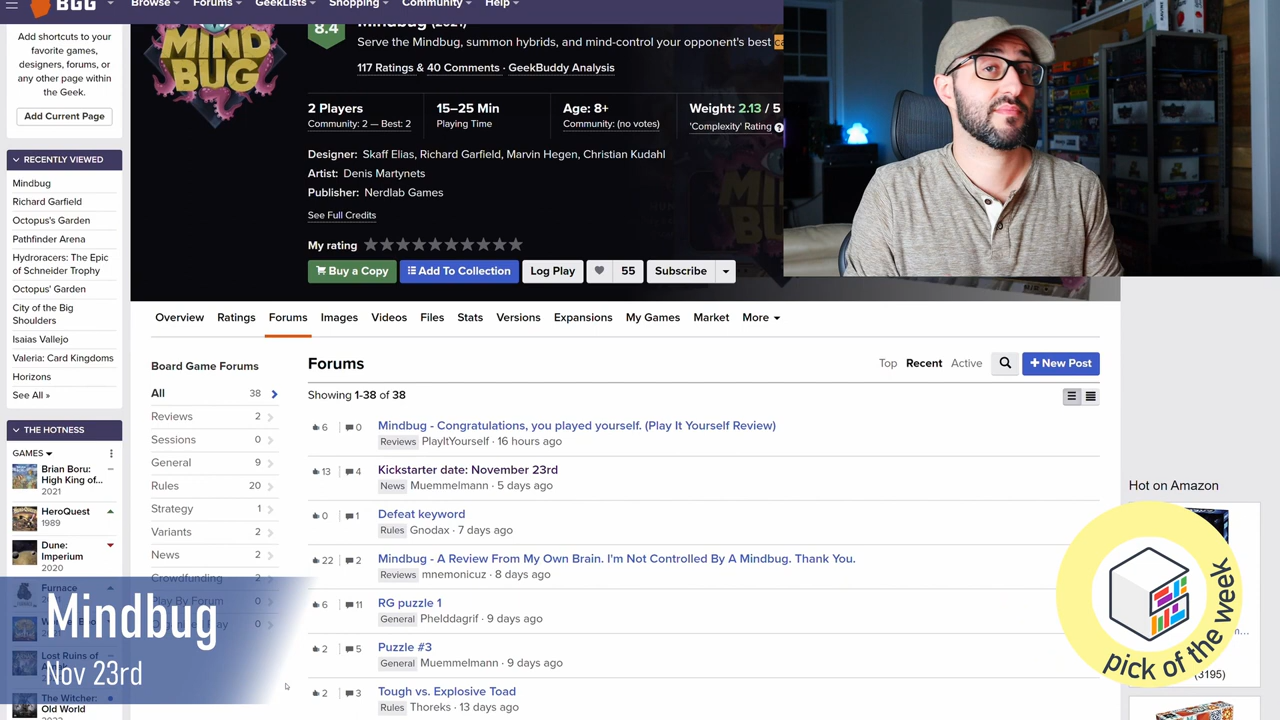 BGG
Browse
Forums
GeekLists
Shopping
Community
Help
Add shortcuts to your
favorite games,
designers, forums, or
any other page within
the Geek.
Add Current Page
RECENTLY VIEWED
Mindbug
Richard Garfield
Octopus's Garden
Pathfinder Arena
Hydroracers: The Epic
of Schneider Trophy
Octopus' Garden
City of the Big
Shoulders
Isaias Vallejo
Valeria: Card Kingdoms
Horizons
See All »
THE HOTNESS
GAMES
Brian Boru:
High King of...
2021
HeroQuest
1989
Dune:
Imperium
2020
Furnace
Lost Ruins of
The Witcher:
Old World
MIND
BUG
8.4
Mindbug (2021)
Serve the Mindbug, summon hybrids, and mind-control your opponent's best
117 Ratings & 40 Comments · GeekBuddy Analysis
2 Players
Community: 2 — Best: 2
15–25 Min
Playing Time
Age: 8+
Community: (no votes)
Weight: 2.13 / 5
'Complexity' Rating
Designer: Skaff Elias, Richard Garfield, Marvin Hegen, Christian Kudahl
Artist: Denis Martynets
Publisher: Nerdlab Games
See Full Credits
My rating
Buy a Copy
Add To Collection
Log Play
55
Subscribe
Overview
Ratings
Forums
Images
Videos
Files
Stats
Versions
Expansions
My Games
Market
More
Board Game Forums
All 38
Reviews 2
Sessions 0
General 9
Rules 20
Strategy 1
Variants 2
News 2
Crowdfunding 2
Play By Forum 0
0
Forums
Top Recent Active
+ New Post
Showing 1-38 of 38
6 0 Mindbug - Congratulations, you played yourself. (Play It Yourself Review)
Reviews PlayItYourself · 16 hours ago
13 4 Kickstarter date: November 23rd
News Muemmelmann · 5 days ago
0 1 Defeat keyword
Rules Gnodax · 7 days ago
22 2 Mindbug - A Review From My Own Brain. I'm Not Controlled By A Mindbug. Thank You.
Reviews mnemonicuz · 8 days ago
6 11 RG puzzle 1
General Phelddagrif · 9 days ago
2 5 Puzzle #3
General Muemmelmann · 9 days ago
2 3 Tough vs. Explosive Toad
Rules Thoreks · 13 days ago
Hot on Amazon
(3195)
Mindbug
Nov 23rd
pick of the week